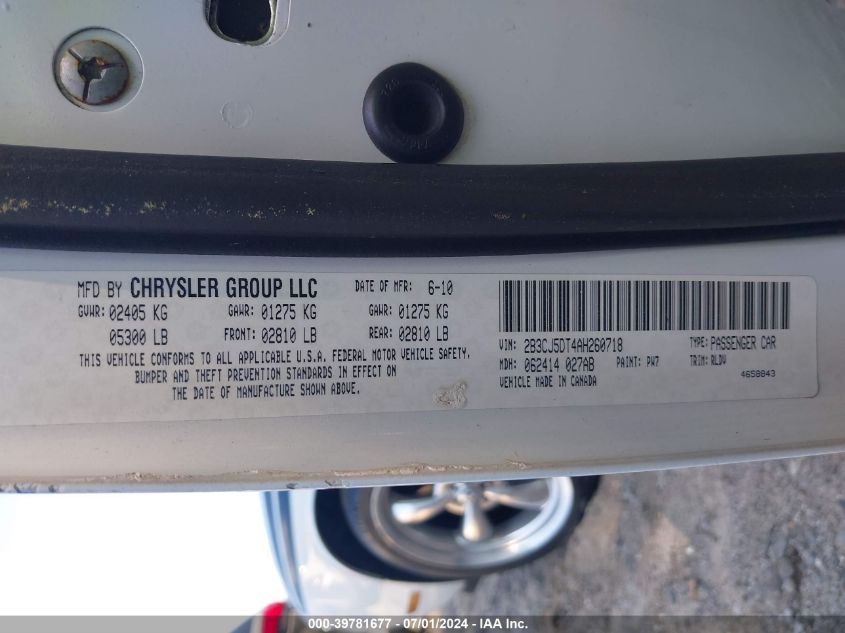 MFD BY CHRYSLER GROUP LLC DATE OF MFR: 6-10
GVWR: 02405 KG GAWR: 01275 KG GAWR: 01275 KG
05300 LB FRONT: 02810 LB REAR: 02810 LB
THIS VEHICLE CONFORMS TO ALL APPLICABLE U.S.A. FEDERAL MOTOR VEHICLE SAFETY,
BUMPER AND THEFT PREVENTION STANDARDS IN EFFECT ON
THE DATE OF MANUFACTURE SHOWN ABOVE.
VIN: 2B3CJ5DT4AH260718 TYPE: PASSENGER CAR
MDH: 062414 027AB PAINT: PW7 TRIM: RLDV
VEHICLE MADE IN CANADA 4658843
000-39781677 - 07/01/2024 - IAA Inc.